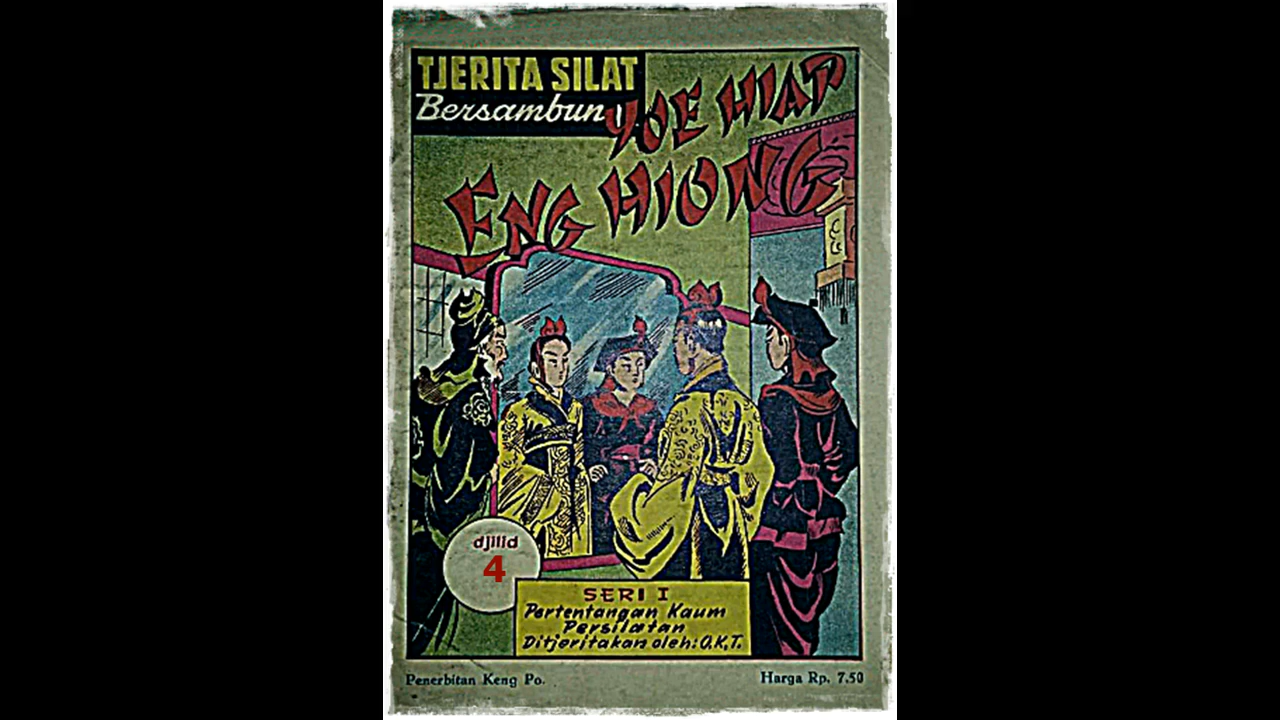 TJERITA SILAT
Bersambun
YOE HIAP
ENG HIONG
djilid
4
SERI I
Pertentangan Kaum
Persilatan
Ditjeritakan oleh: O.K.T.
Penerbitan Keng Po.
Harga Rp. 7.50